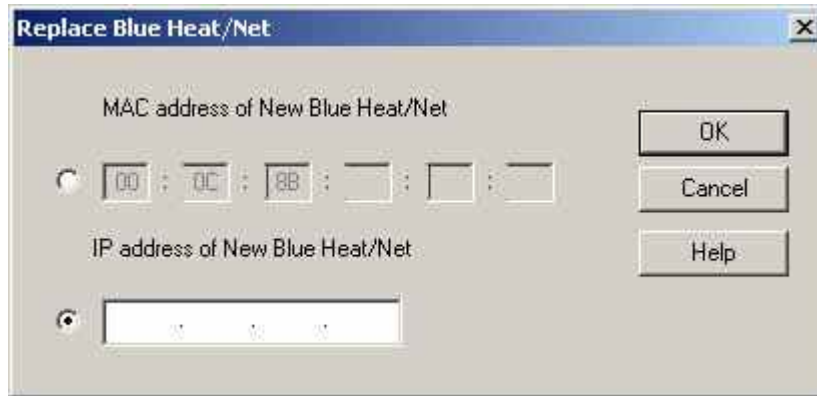 Replace Blue Heat/Net
MAC address of New Blue Heat/Net
OK
00 : 0C : 8B : : :
Cancel
IP address of New Blue Heat/Net
Help
. . .